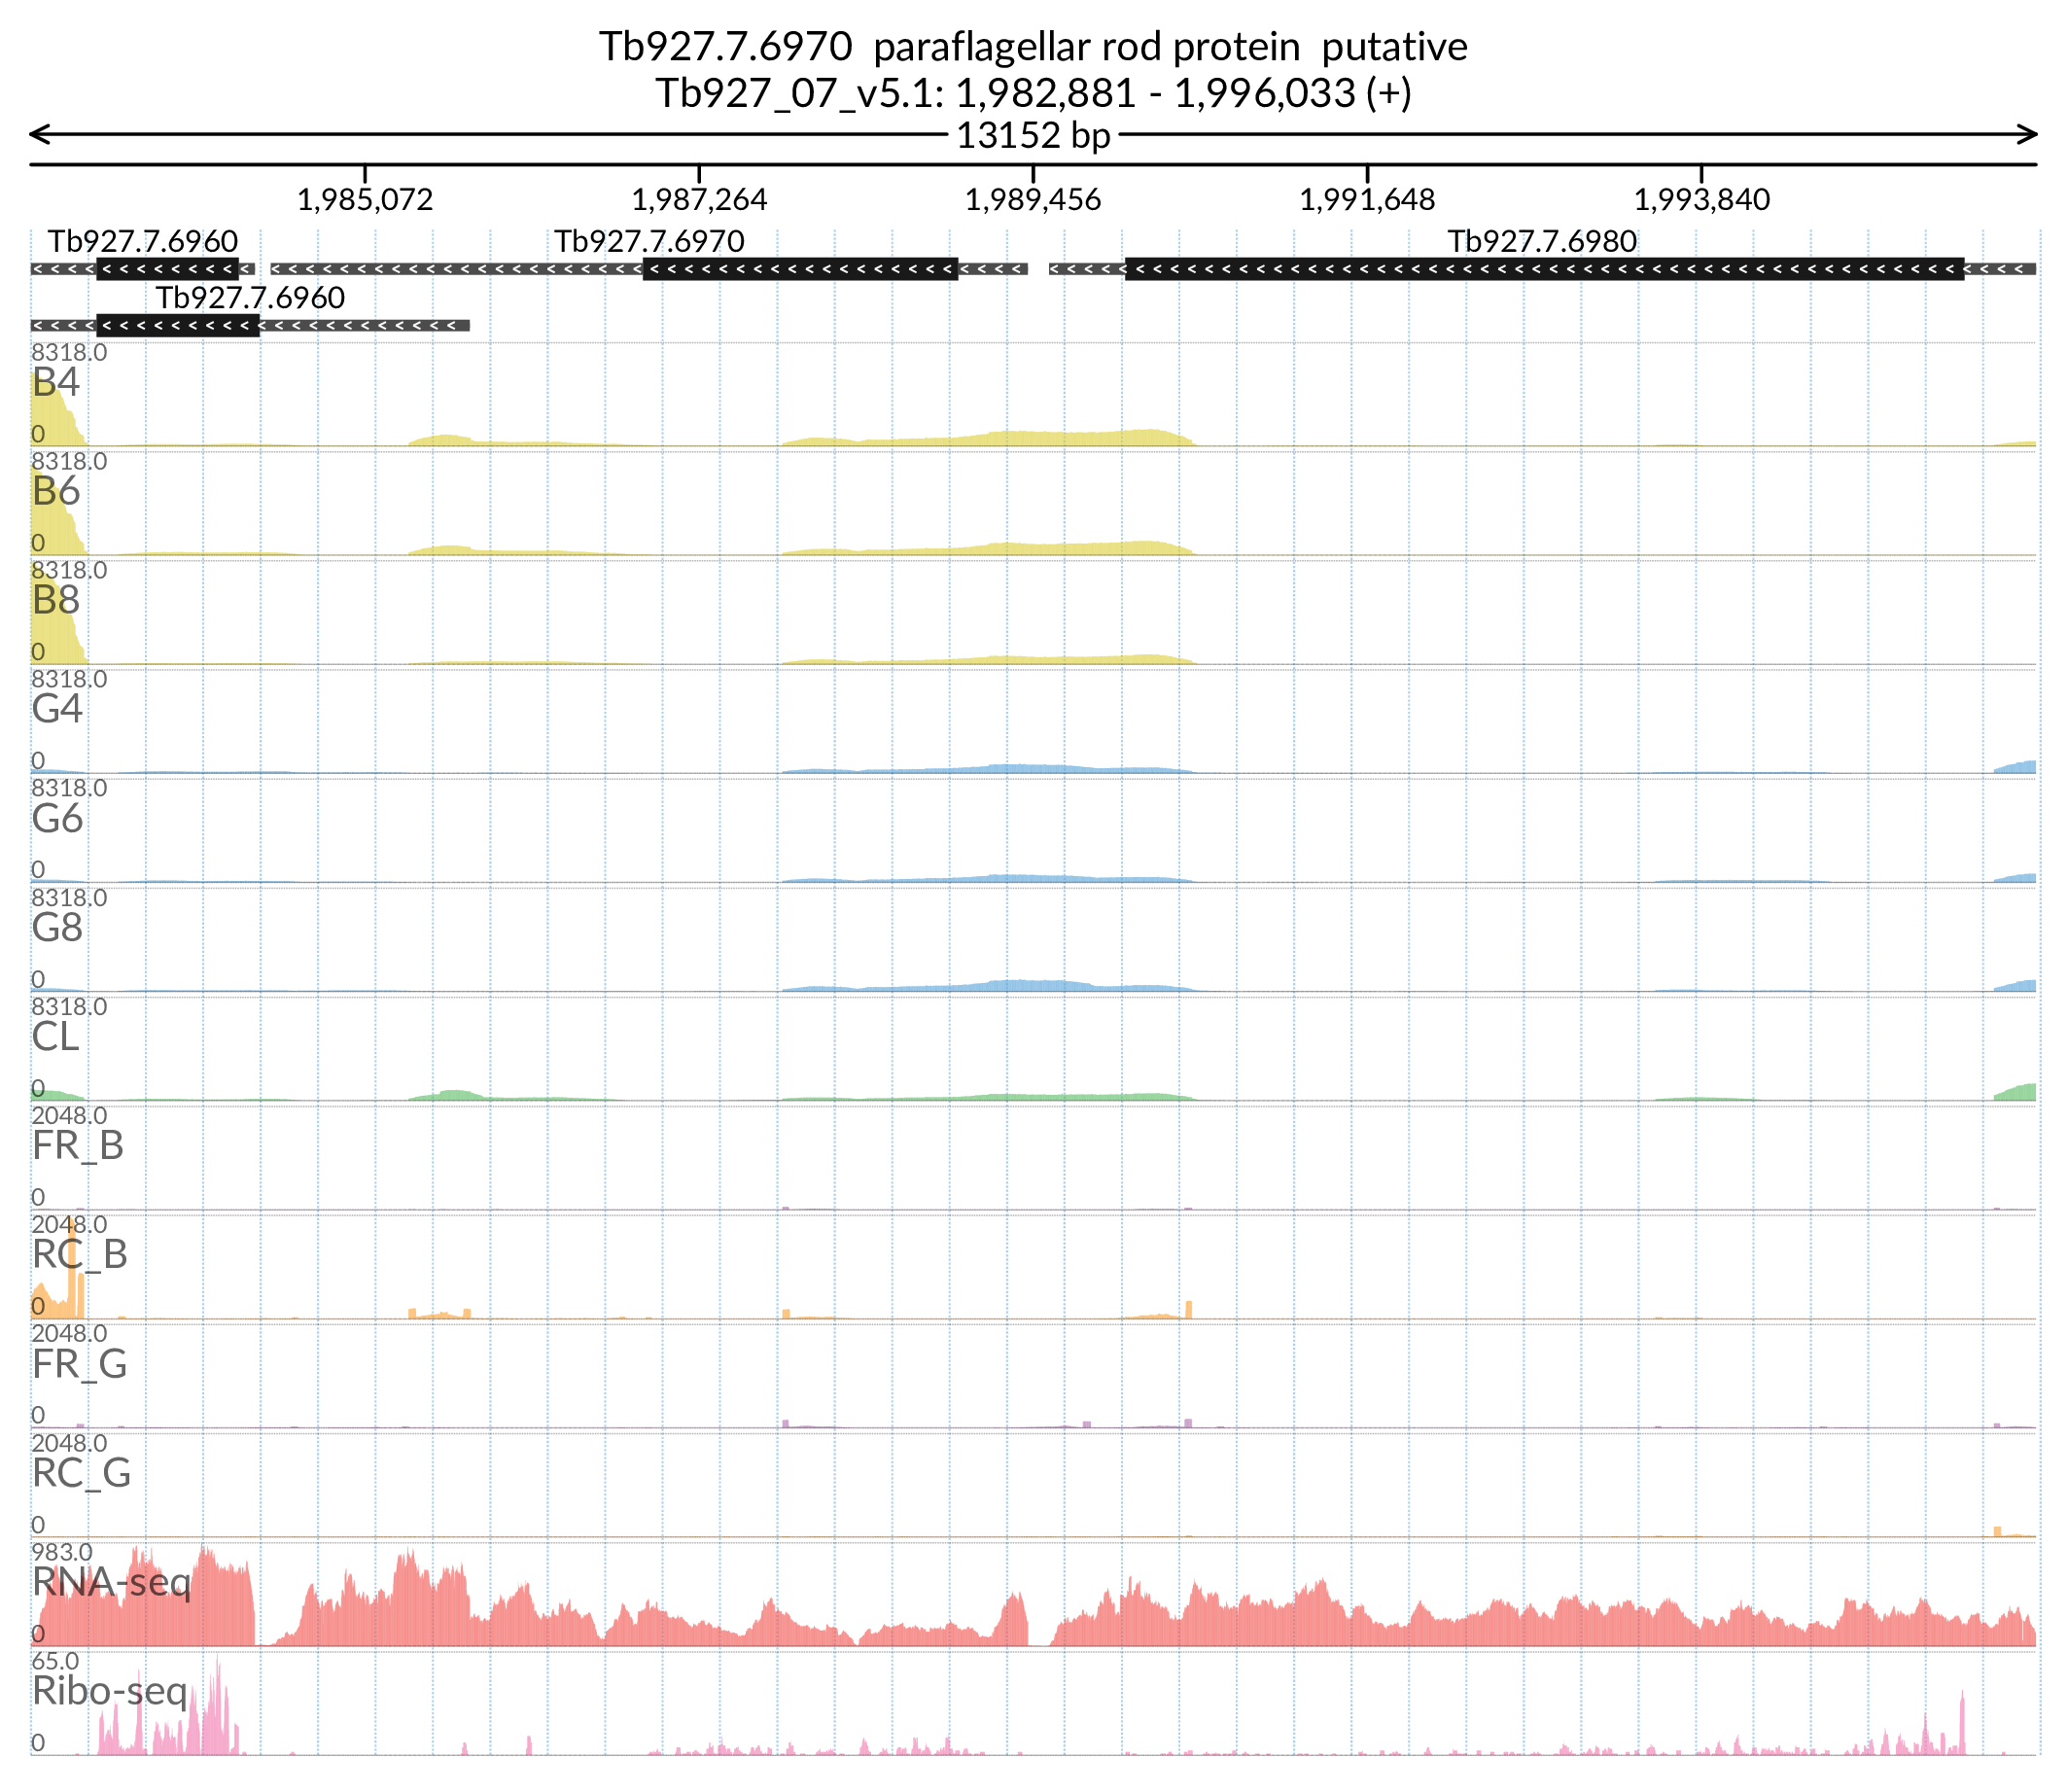 Tb927.7.6970 paraflagellar rod protein putative
Tb927_07_v5.1: 1,982,881 - 1,996,033 (+)
13152 bp
1,985,072 1,987,264 1,989,456 1,991,648 1,993,840
Tb927.7.6960 Tb927.7.6970 Tb927.7.6980
Tb927.7.6960
8318.0
B4
0
8318.0
B6
0
8318.0
B8
0
8318.0
G4
0
8318.0
G6
0
8318.0
G8
0
8318.0
CL
0
2048.0
FR_B
0
2048.0
RC_B
0
2048.0
FR_G
0
2048.0
RC_G
0
983.0
RNA-seq
0
65.0
Ribo-seq
0